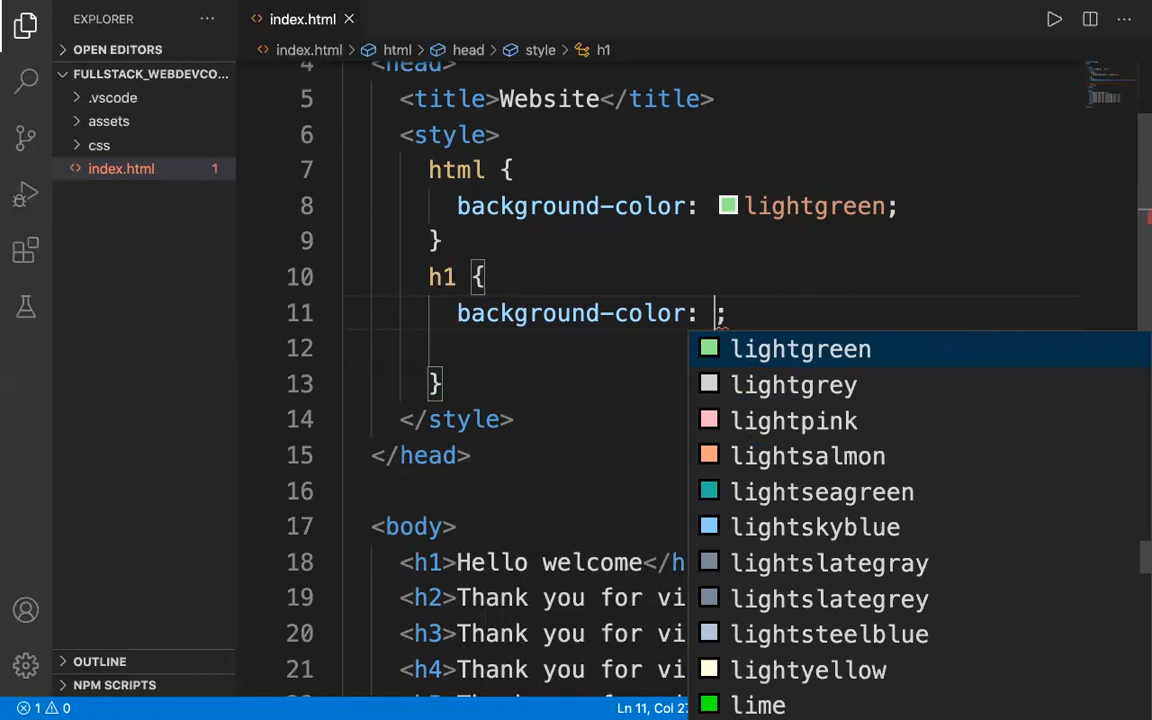 EXPLORER
index.html
OPEN EDITORS
index.html > html > head > style > h1
FULLSTACK_WEBDEVCO...
.vscode
assets
css
index.html 1
4 <head>
5 <title>Website</title>
6 <style>
7 html {
8 background-color: lightgreen;
9 }
10 h1 {
11 background-color: ;
12
13 }
14 </style>
15 </head>
16
17 <body>
18 <h1>Hello welcome</h
19 <h2>Thank you for vi
20 <h3>Thank you for vi
21 <h4>Thank you for vi
lightgreen
lightgrey
lightpink
lightsalmon
lightseagreen
lightskyblue
lightslategray
lightslategrey
lightsteelblue
lightyellow
lime
OUTLINE
NPM SCRIPTS
1 0
Ln 11, Col 27